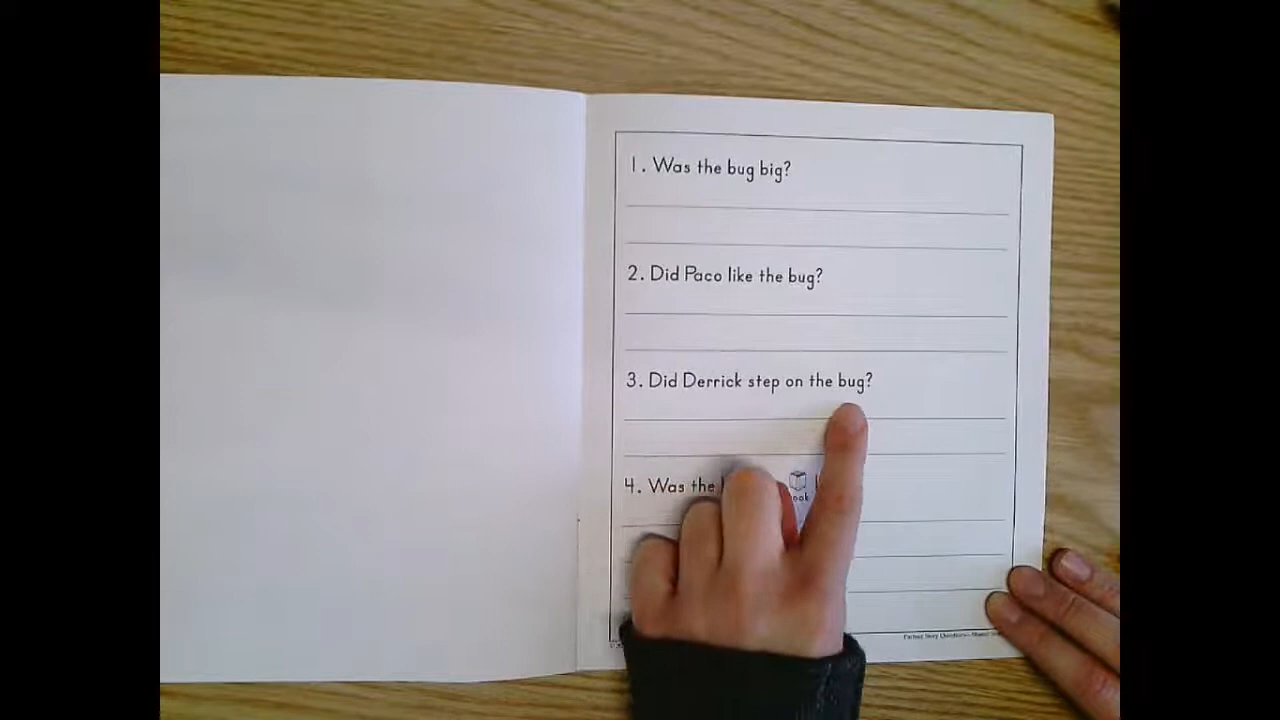 1. Was the bug big?
2. Did Paco like the bug?
3. Did Derrick step on the bug?
4. Was the